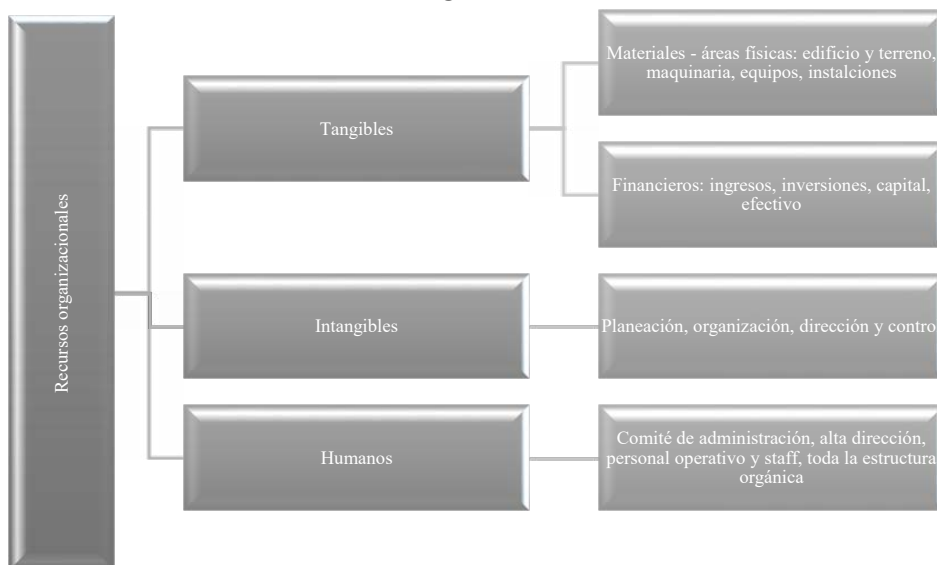 Recursos organizacionales
Tangibles
Materiales - áreas físicas: edificio y terreno,
maquinaria, equipos, instalciones
Financieros: ingresos, inversiones, capital,
efectivo
Intangibles
Planeación, organización, dirección y contro
Humanos
Comité de administración, alta dirección,
personal operativo y staff, toda la estructura
orgánica